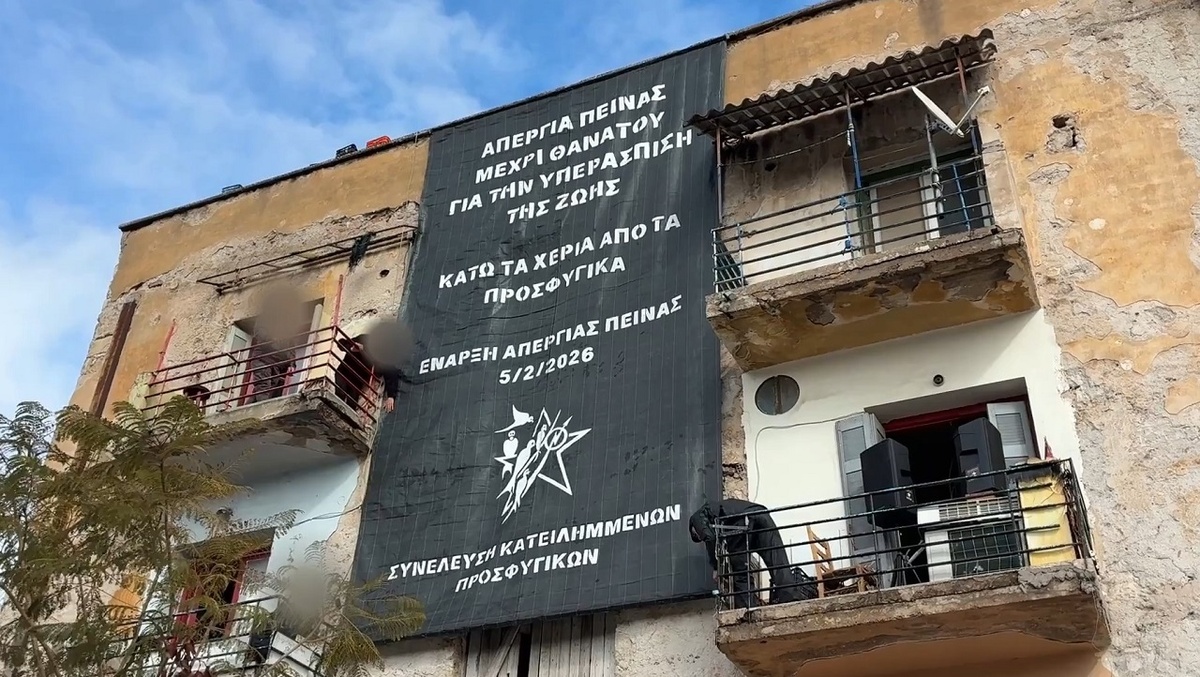 ΑΠΕΡΓΙΑ ΠΕΙΝΑΣ
ΜΕΧΡΙ ΘΑΝΑΤΟΥ
ΓΙΑ ΤΗΝ ΥΠΕΡΑΣΠΙΣΗ
ΤΗΣ ΖΩΗΣ
ΚΑΤΩ ΤΑ ΧΕΡΙΑ ΑΠΟ ΤΑ
ΠΡΟΣΦΥΓΙΚΑ
ΕΝΑΡΞΗ ΑΠΕΡΓΙΑΣ ΠΕΙΝΑΣ
5/2/2026
ΣΥΝΕΛΕΥΣΗ ΚΑΤΕΙΛΗΜΜΕΝΩΝ
ΠΡΟΣΦΥΓΙΚΩΝ